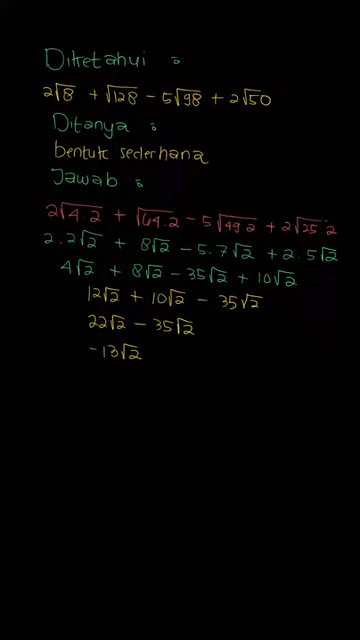 Diketahui :
2√8 + √128 - 5√98 + 2√50
Ditanya :
bentuk sederhana
Jawab :
2√4.2 + √64.2 - 5√49.2 + 2√25.2
2.2√2 + 8√2 - 5.7√2 + 2.5√2
4√2 + 8√2 - 35√2 + 10√2
12√2 + 10√2 - 35√2
22√2 - 35√2
-13√2